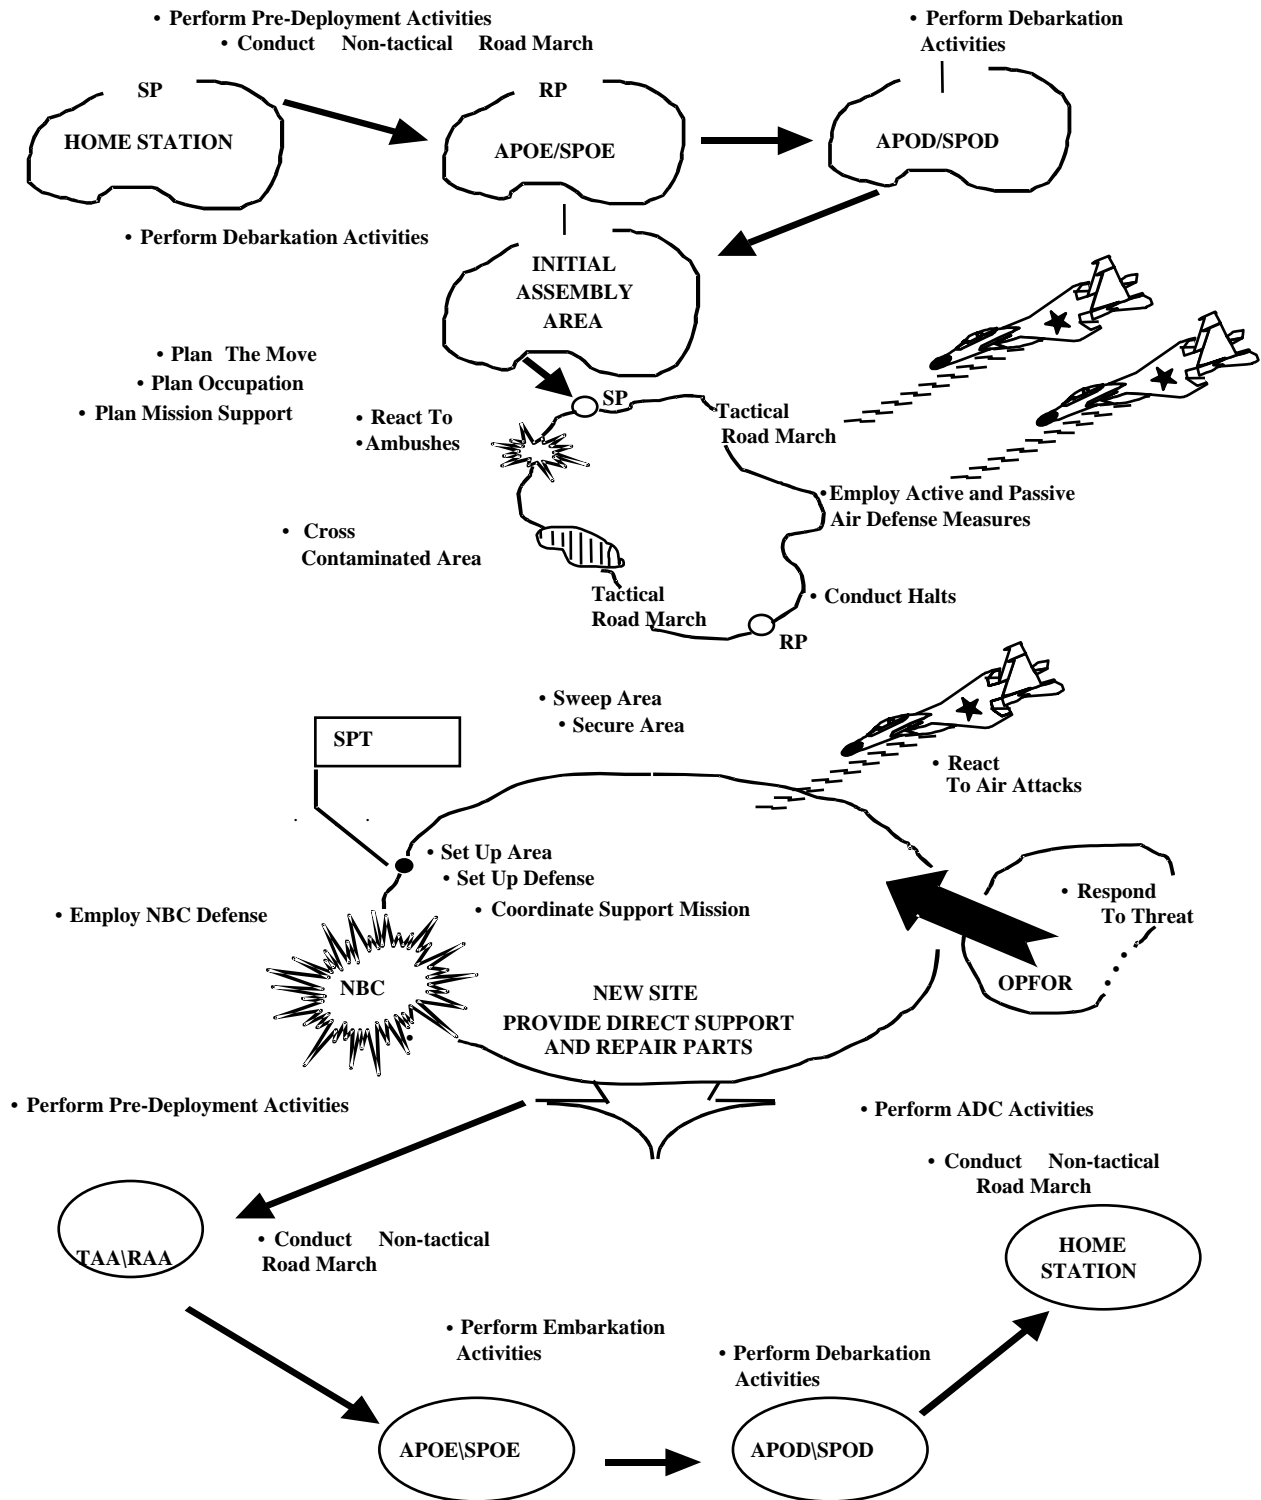 • Perform Pre-Deployment Activities
• Conduct Non-tactical Road March
• Perform Debarkation
Activities
SP
HOME STATION
RP
APOE/SPOE
APOD/SPOD
• Perform Debarkation Activities
INITIAL
ASSEMBLY
AREA
• Plan The Move
• Plan Occupation
• Plan Mission Support
• React To
• Ambushes
SP
Tactical
Road March
• Employ Active and Passive
Air Defense Measures
• Cross
Contaminated Area
Tactical
Road March
• Conduct Halts
RP
• Sweep Area
• Secure Area
SPT
• React
To Air Attacks
• Set Up Area
• Set Up Defense
• Coordinate Support Mission
• Respond
To Threat
• Employ NBC Defense
NBC
OPFOR
NEW SITE
PROVIDE DIRECT SUPPORT
AND REPAIR PARTS
• Perform Pre-Deployment Activities
• Perform ADC Activities
• Conduct Non-tactical
Road March
TAA\RAA
• Conduct Non-tactical
Road March
HOME
STATION
• Perform Embarkation
Activities
• Perform Debarkation
Activities
APOE\SPOE
APOD\SPOD